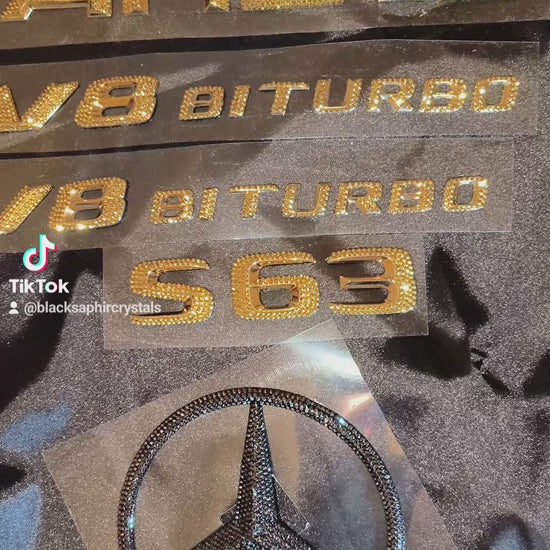 V8 BITURBO
V8 BITURBO
S63
TikTok
@blacksaphircrystals